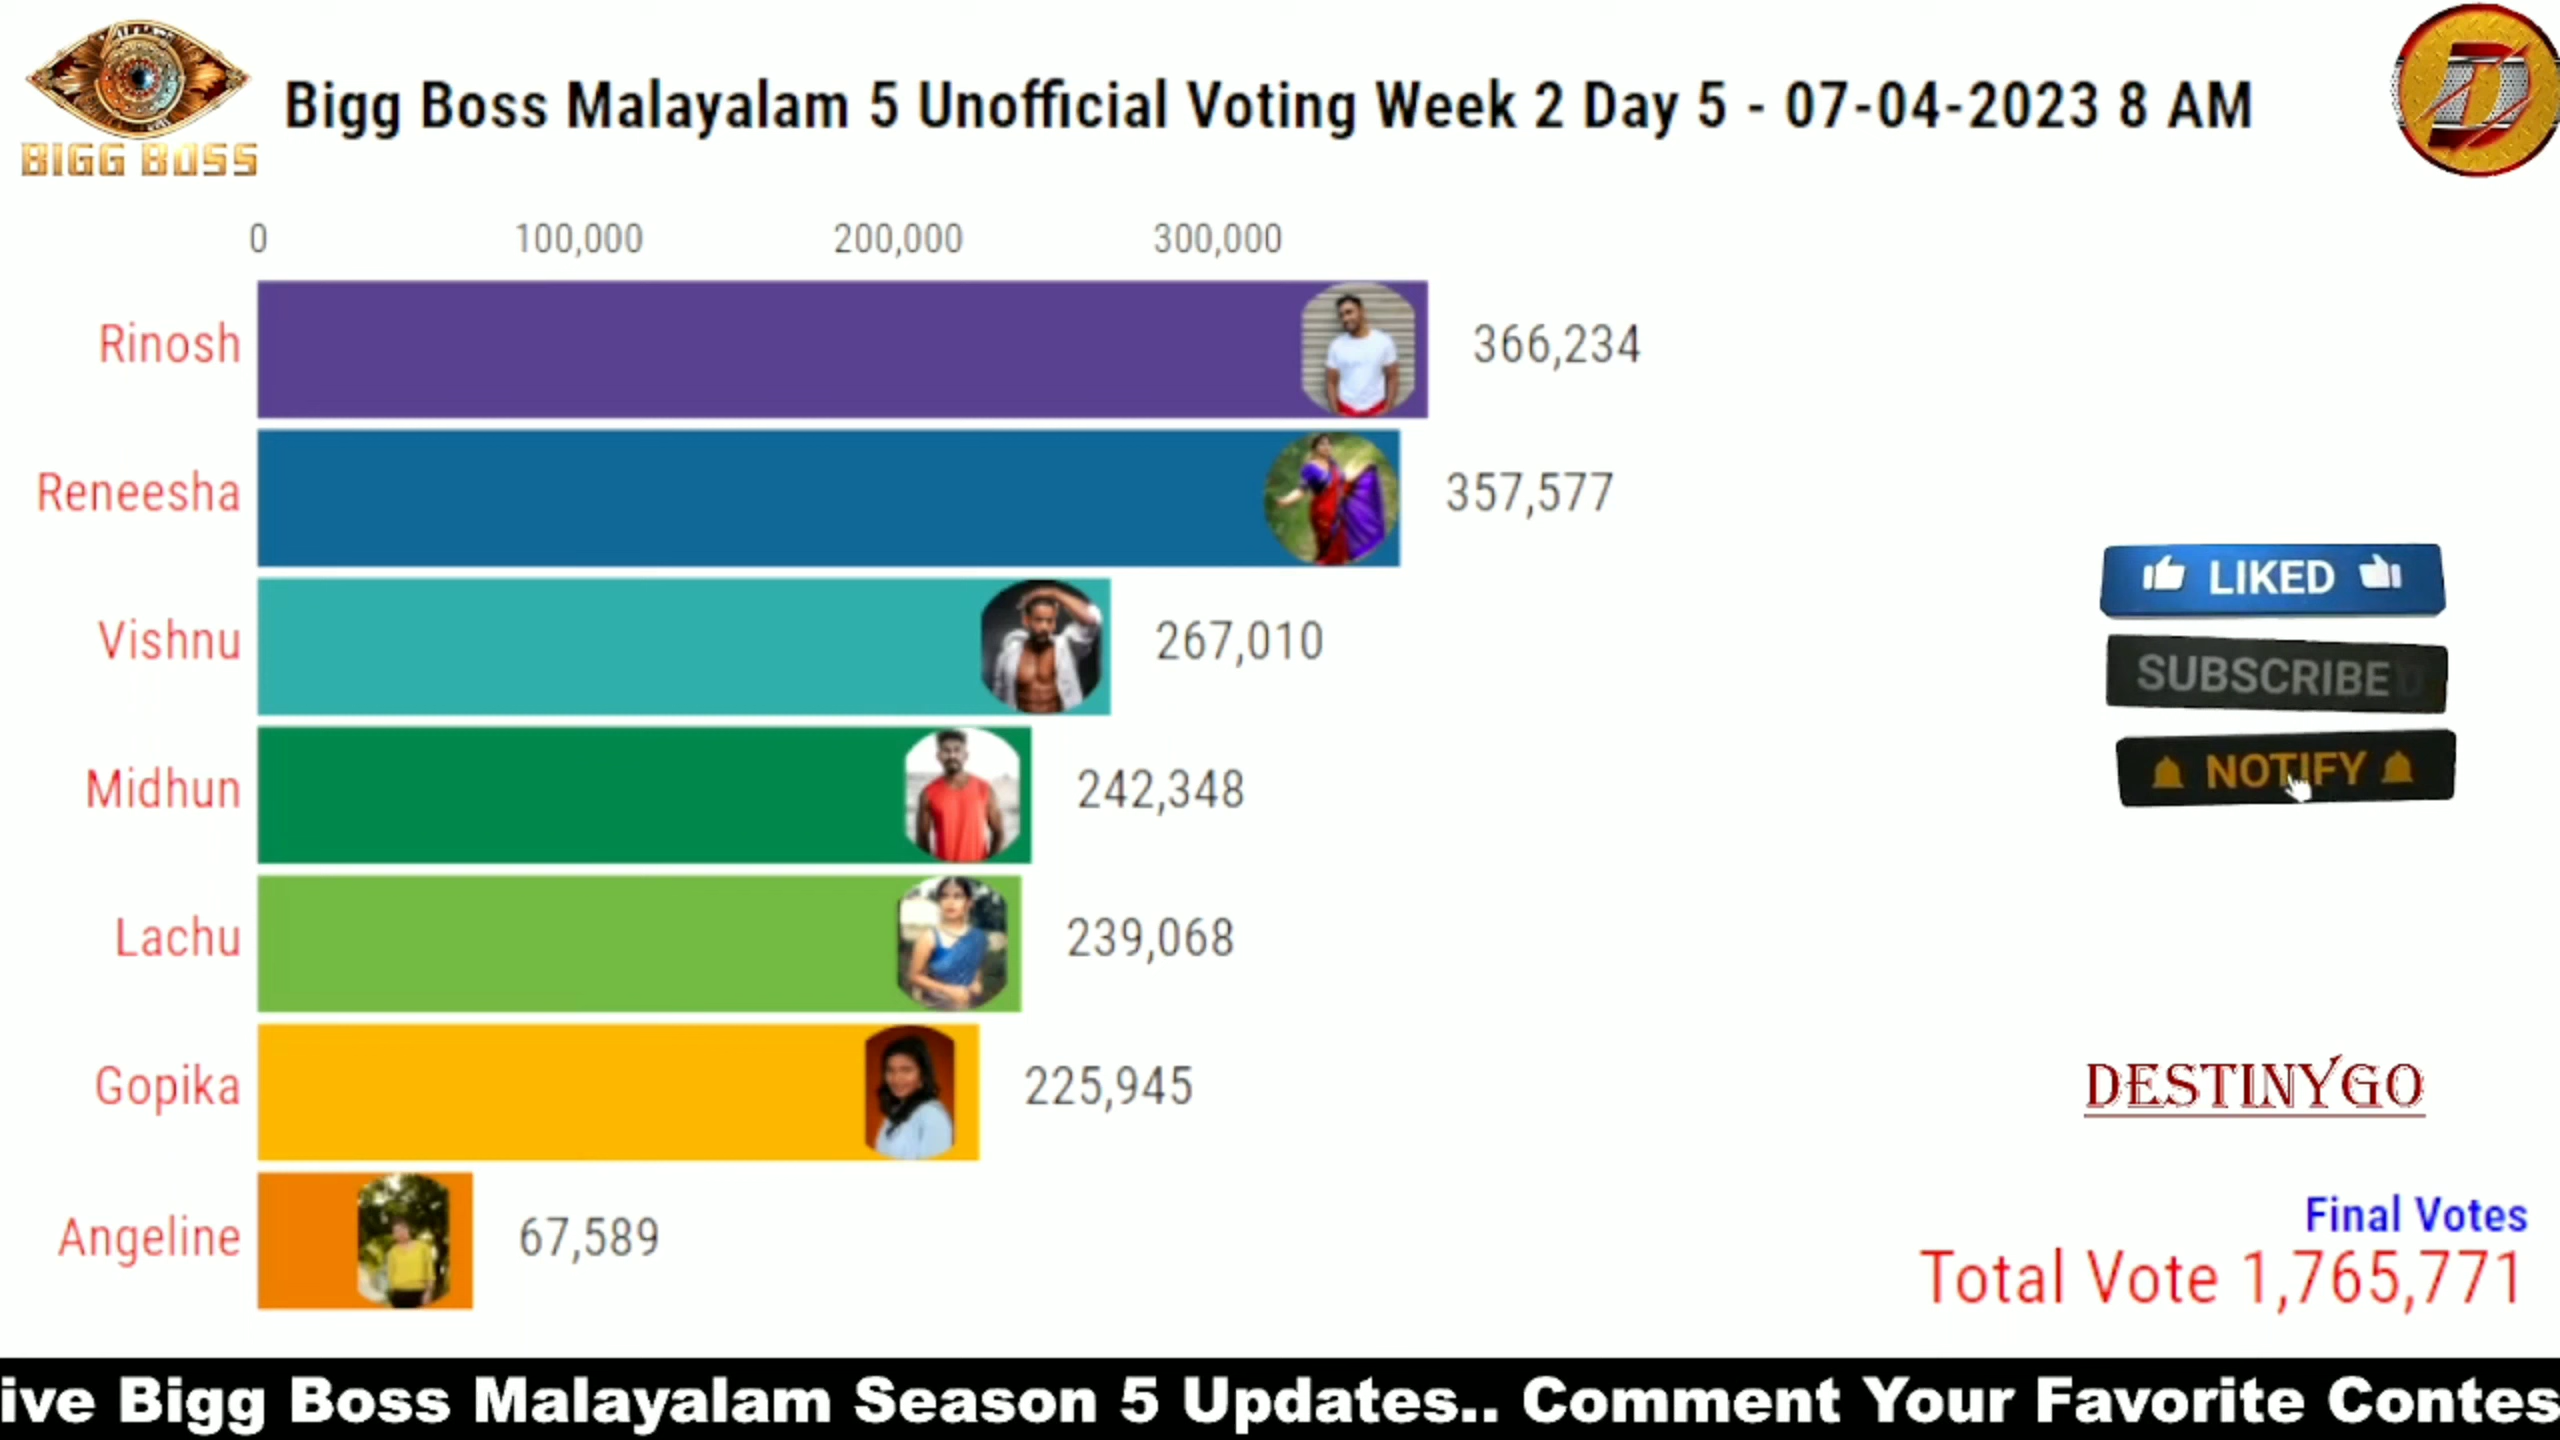 BIGG BOSS
Bigg Boss Malayalam 5 Unofficial Voting Week 2 Day 5 - 07-04-2023 8 AM
D
0 100,000 200,000 300,000
Rinosh 366,234
Reneesha 357,577
Vishnu 267,010
LIKED
SUBSCRIBE
NOTIFY
Midhun 242,348
Lachu 239,068
Gopika 225,945
DESTINYGO
Angeline 67,589
Final Votes
Total Vote 1,765,771
ive Bigg Boss Malayalam Season 5 Updates.. Comment Your Favorite Contes